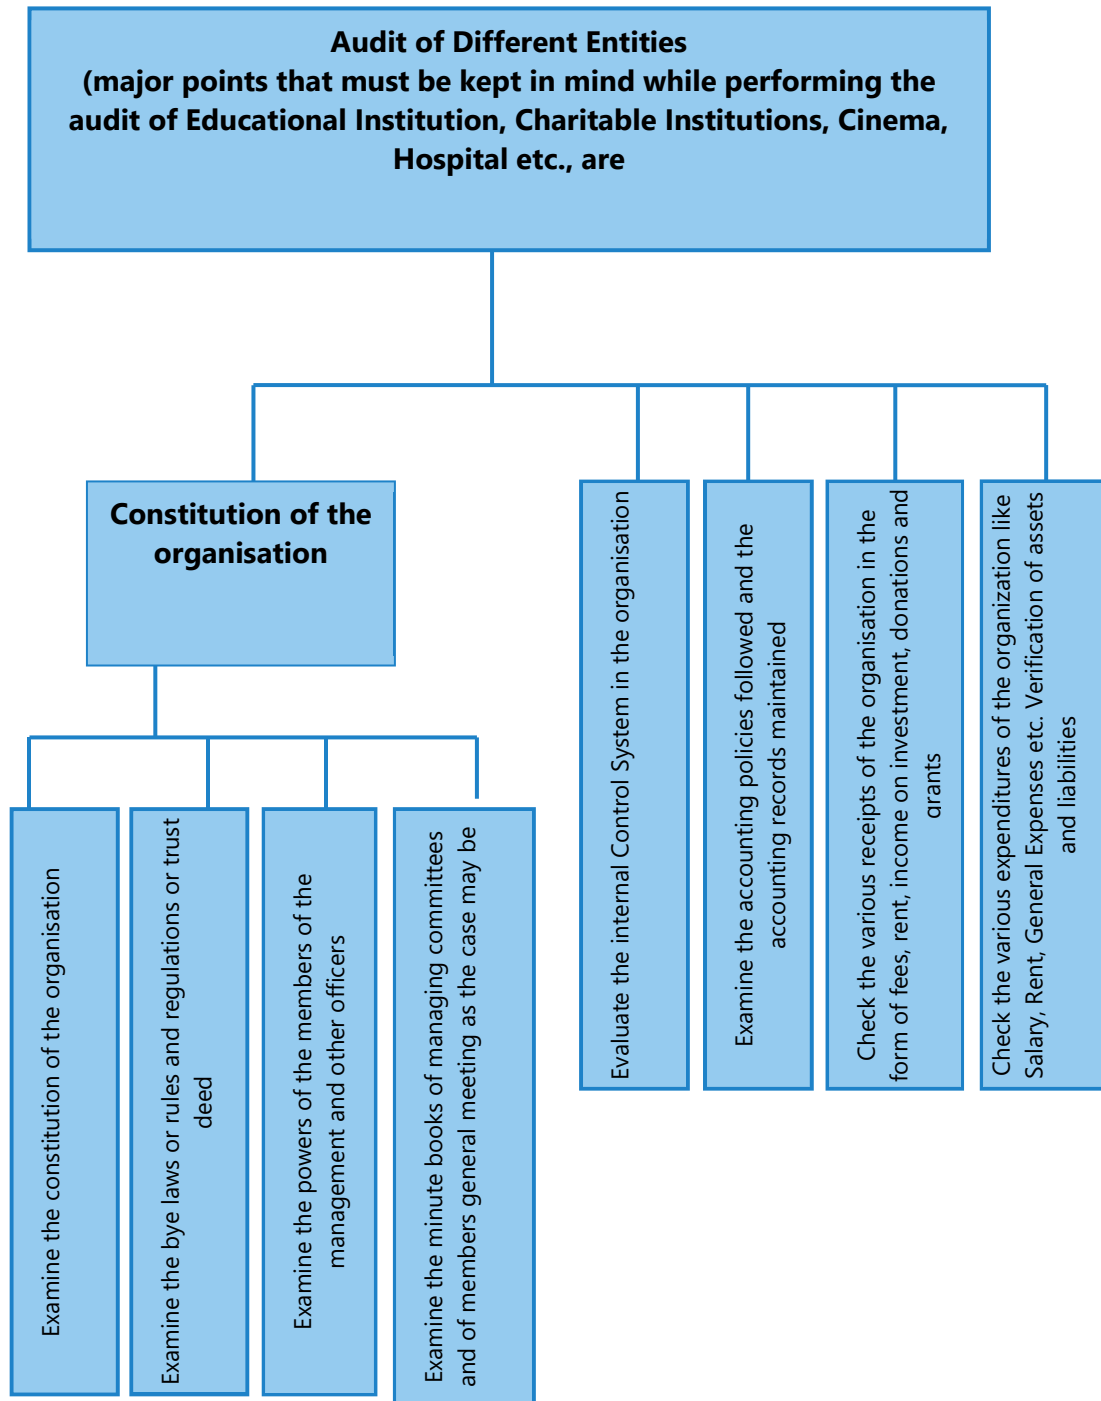 Audit of Different Entities
(major points that must be kept in mind while performing the
audit of Educational Institution, Charitable Institutions, Cinema,
Hospital etc., are
Constitution of the
organisation
Evaluate the internal Control System in the organisation
Examine the accounting policies followed and the
accounting records maintained
Check the various receipts of the organisation in the
form of fees, rent, income on investment, donations and
grants
Check the various expenditures of the organization like
Salary, Rent, General Expenses etc. Verification of assets
and liabilities
Examine the constitution of the organisation
Examine the bye laws or rules and regulations or trust
deed
Examine the powers of the members of the
management and other officers
Examine the minute books of managing committees
and of members general meeting as the case may be